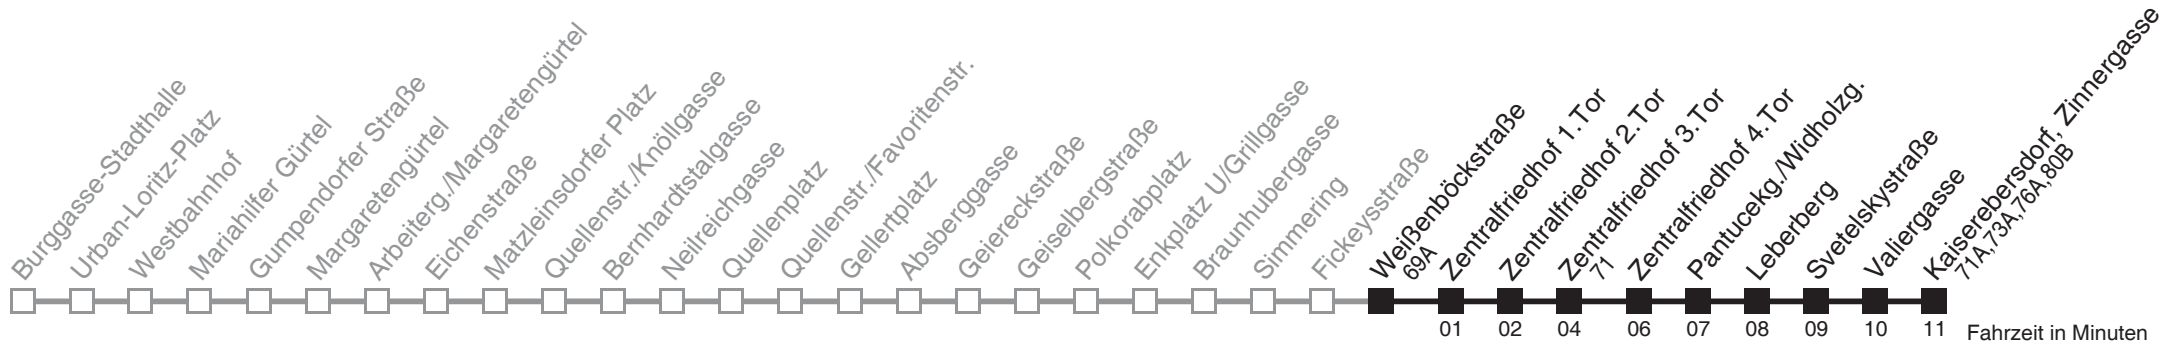 Burggasse-Stadthalle
Urban-Loritz-Platz
Westbahnhof
Mariahilfer Gürtel
Gumpendorfer Straße
Margaretengürtel
Arbeiterg./Margaretengürtel
Eichenstraße
Matzleinsdorfer Platz
Quellenstr./Knöllgasse
Bernhardtstalgasse
Neilreichgasse
Quellenplatz
Quellenstr./Favoritenstr.
Gellertplatz
Absberggasse
Geiereckstraße
Geiselbergstraße
Polkorabplatz
Enkplatz U/Grillgasse
Braunhubergasse
Simmering
Fickeysstraße
Weißenböckstraße
69A
Zentralfriedhof 1.Tor
Zentralfriedhof 2.Tor
Zentralfriedhof 3.Tor
71
Zentralfriedhof 4.Tor
Pantucekg./Widholzg.
Leberberg
Svetelskystraße
Valiergasse
Kaiserebersdorf, Zinnergasse
71A,73A,76A,80B
01 02 04 06 07 08 09 10 11 Fahrzeit in Minuten